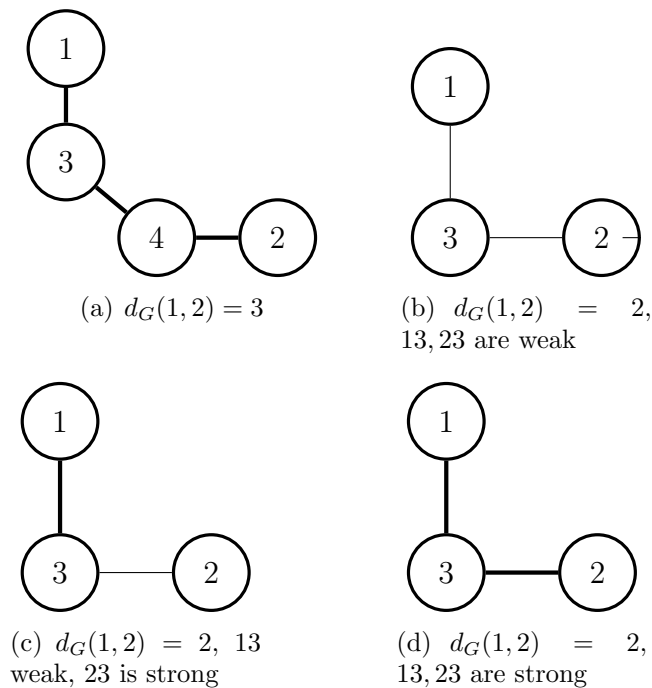 1
3
4 2
(a) d_G(1, 2) = 3
1
3 2
(b) d_G(1, 2) = 2,
13, 23 are weak
1
3 2
(c) d_G(1, 2) = 2, 13
weak, 23 is strong
1
3 2
(d) d_G(1, 2) = 2,
13, 23 are strong